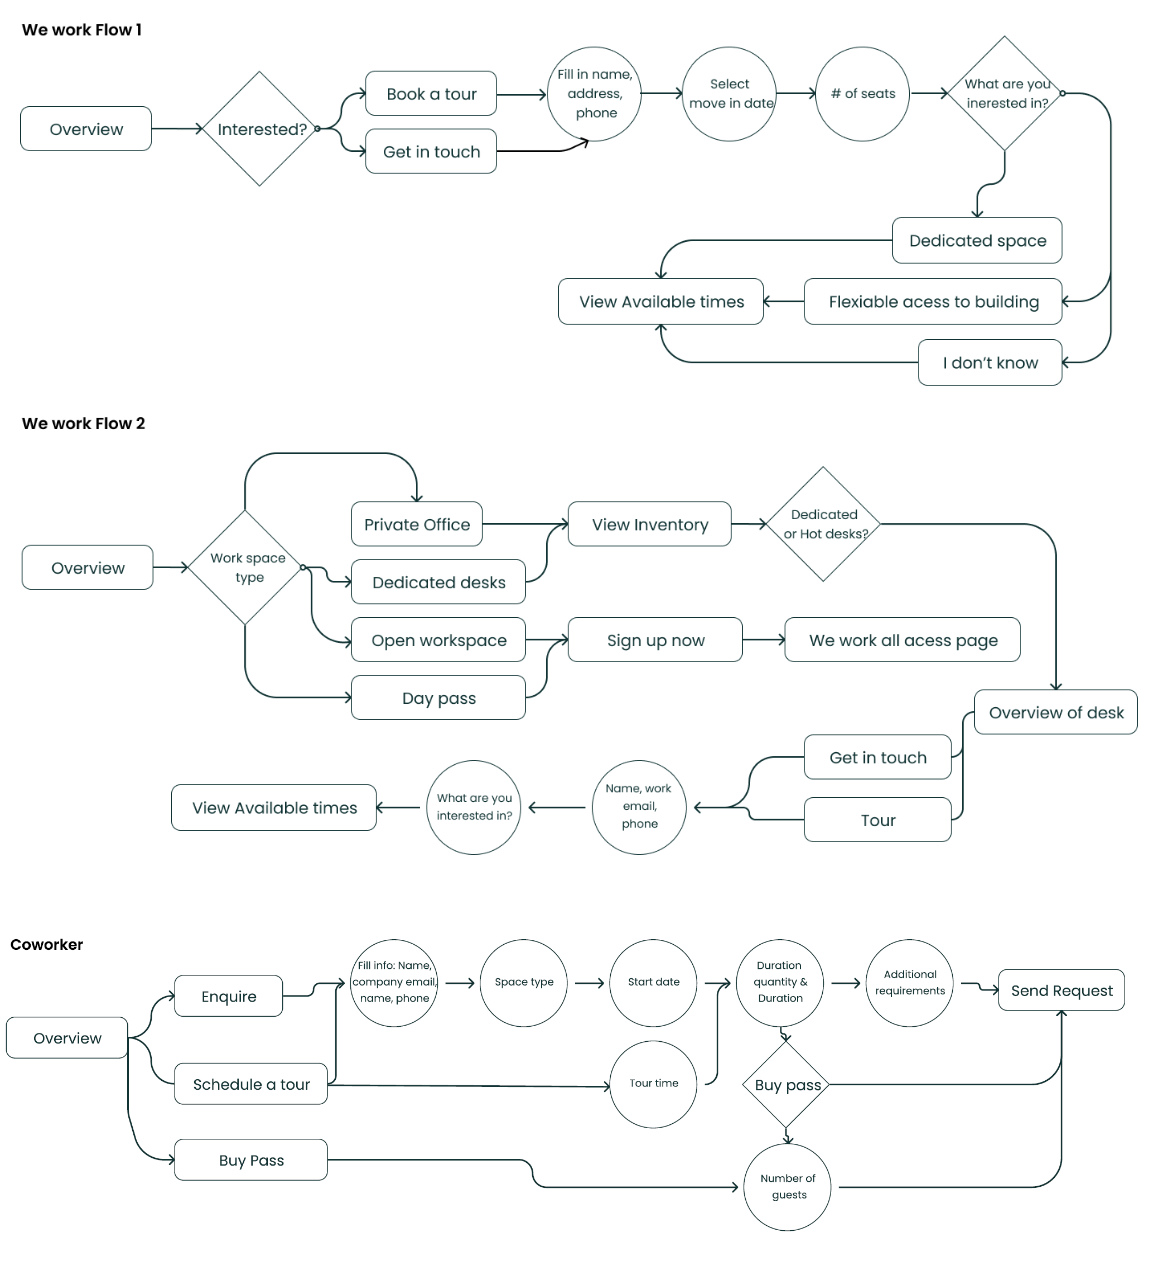 We work Flow 1
Overview
Interested?
Book a tour
Get in touch
Fill in name,
address,
phone
Select
move in date
# of seats
What are you
inerested in?
Dedicated space
View Available times
Flexiable acess to building
I don't know
We work Flow 2
Overview
Work space
type
Private Office
Dedicated desks
Open workspace
Day pass
View Inventory
Sign up now
Dedicated
or Hot desks?
We work all acess page
Overview of desk
Get in touch
Tour
Name, work
email,
phone
What are you
interested in?
View Available times
Coworker
Overview
Enquire
Schedule a tour
Buy Pass
Fill info: Name,
company email,
name, phone
Space type
Start date
Tour time
Duration
quantity &
Duration
Additional
requirements
Send Request
Buy pass
Number of
guests